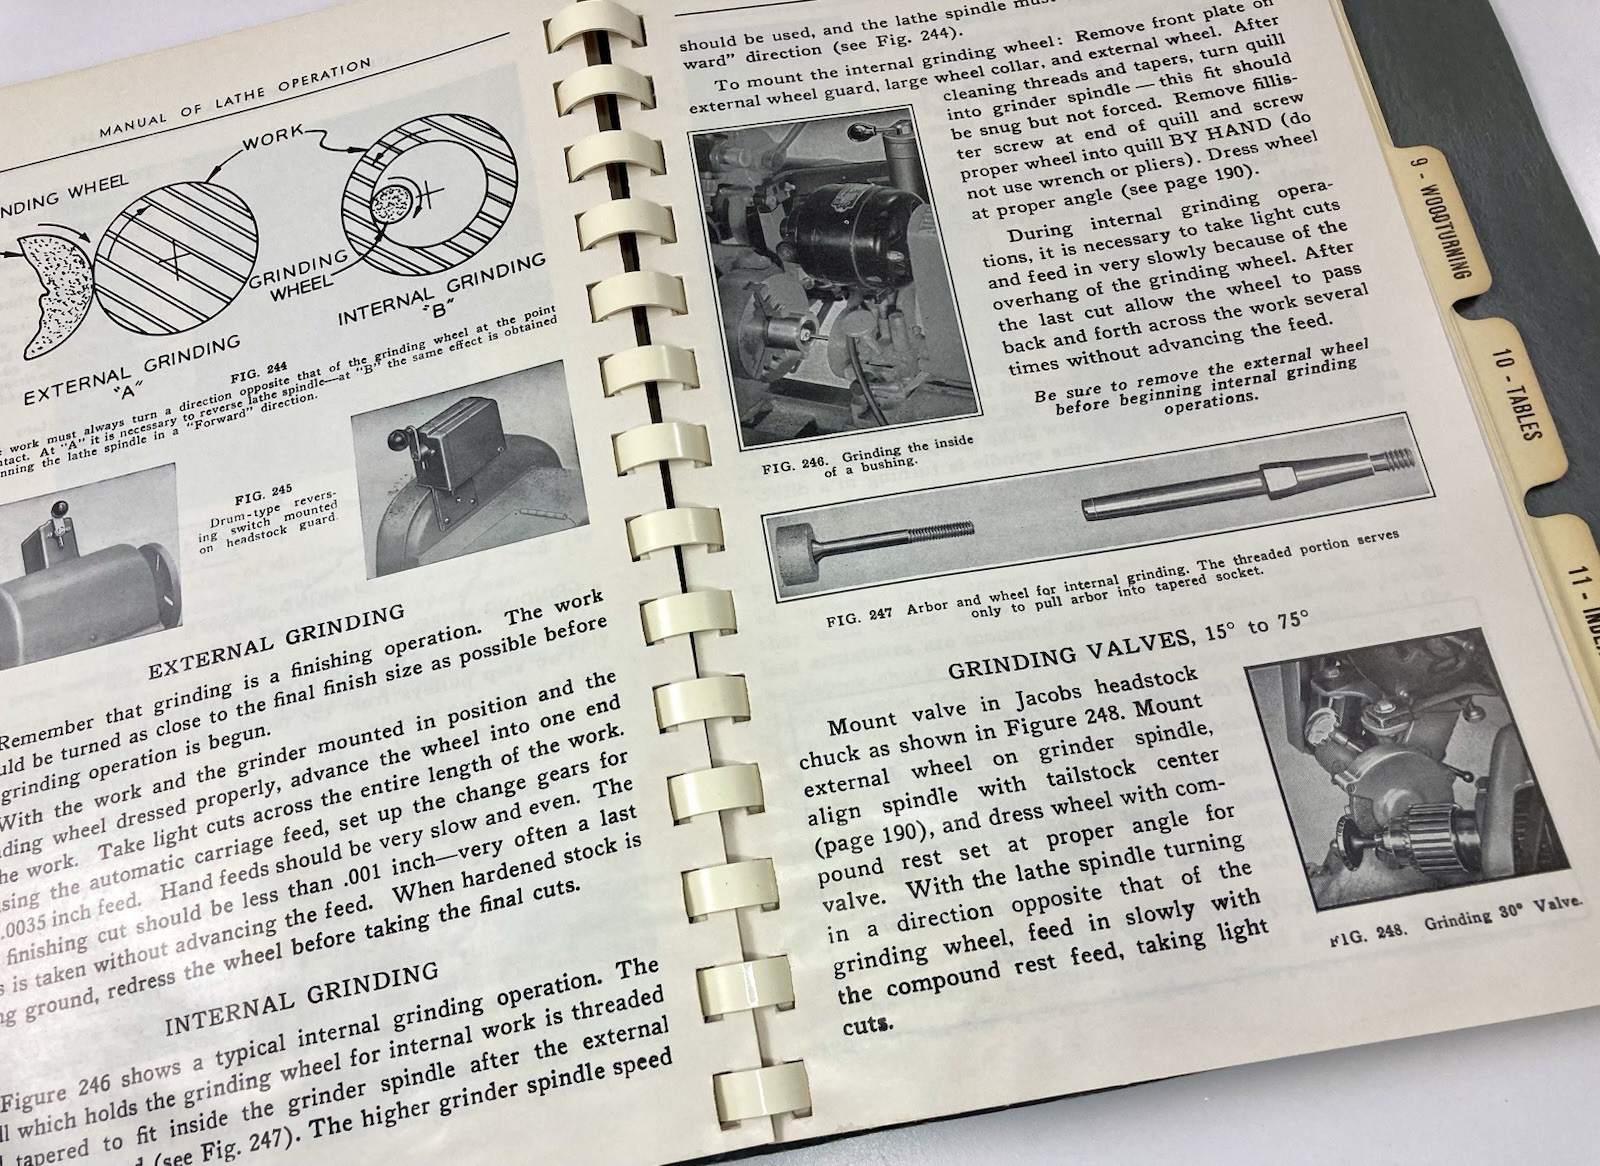 MANUAL OF LATHE OPERATION
WORK
NDING WHEEL
GRINDING
WHEEL
EXTERNAL GRINDING
"A"
INTERNAL GRINDING
"B"
FIG. 244
work must always turn a direction opposite that of the grinding wheel at the point
ntact. At "A" it is necessary to reverse lathe spindle—at "B" the same effect is obtained
nning the lathe spindle in a "Forward" direction.
FIG. 245
Drum-type revers-
ing switch mounted
on headstock guard.
EXTERNAL GRINDING
Remember that grinding is a finishing operation. The work
uld be turned as close to the final finish size as possible before
grinding operation is begun.
With the work and the grinder mounted in position and the
ding wheel dressed properly, advance the wheel into one end
he work. Take light cuts across the entire length of the work.
sing the automatic carriage feed, set up the change gears for
.0035 inch feed. Hand feeds should be very slow and even. The
finishing cut should be less than .001 inch—very often a last
s is taken without advancing the feed. When hardened stock is
ng ground, redress the wheel before taking the final cuts.
INTERNAL GRINDING
Figure 246 shows a typical internal grinding operation. The
ll which holds the grinding wheel for internal work is threaded
tapered to fit inside the grinder spindle after the external
d (see Fig. 247). The higher grinder spindle speed
should be used, and the lathe spindle
ward" direction (see Fig. 244).
To mount the internal grinding wheel: Remove front plate on
external wheel guard, large wheel collar, and external wheel. After
cleaning threads and tapers, turn quill
into grinder spindle — this fit should
be snug but not forced. Remove fillis-
ter screw at end of quill and screw
proper wheel into quill BY HAND (do
not use wrench or pliers). Dress wheel
at proper angle (see page 190).
During internal grinding opera-
tions, it is necessary to take light cuts
and feed in very slowly because of the
overhang of the grinding wheel. After
the last cut allow the wheel to pass
back and forth across the work several
times without advancing the feed.
Be sure to remove the external wheel
before beginning internal grinding
operations.
FIG. 246. Grinding the inside
of a bushing.
FIG. 247 Arbor and wheel for internal grinding. The threaded portion serves
only to pull arbor into tapered socket.
GRINDING VALVES, 15° to 75°
Mount valve in Jacobs headstock
chuck as shown in Figure 248. Mount
external wheel on grinder spindle,
align spindle with tailstock center
(page 190), and dress wheel with com-
pound rest set at proper angle for
valve. With the lathe spindle turning
in a direction opposite that of the
grinding wheel, feed in slowly with
the compound rest feed, taking light
cuts.
FIG. 248. Grinding 30° Valve.
9 - WOODTURNING
10 - TABLES
11 - INDE